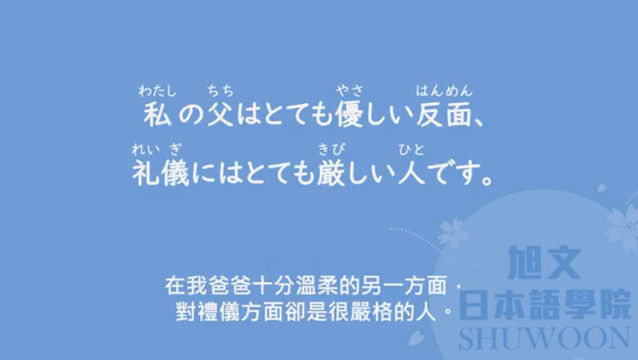 わたし ちち やさ はんめん
私の父はとても優しい反面、
れい ぎ きび ひと
礼儀にはとても厳しい人です。
在我爸爸十分溫柔的另一方面，
對禮儀方面卻是很嚴格的人。
旭文
日本語學院
SHUWOON